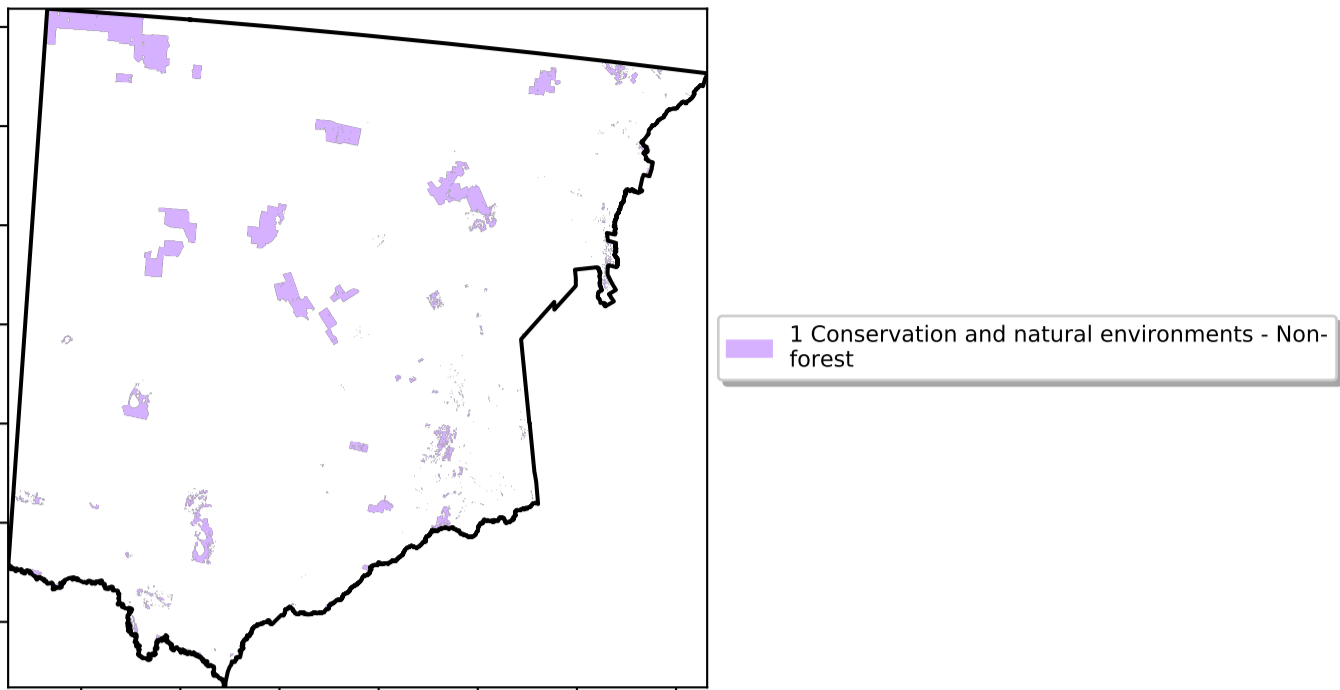 1 Conservation and natural environments - Non-
forest